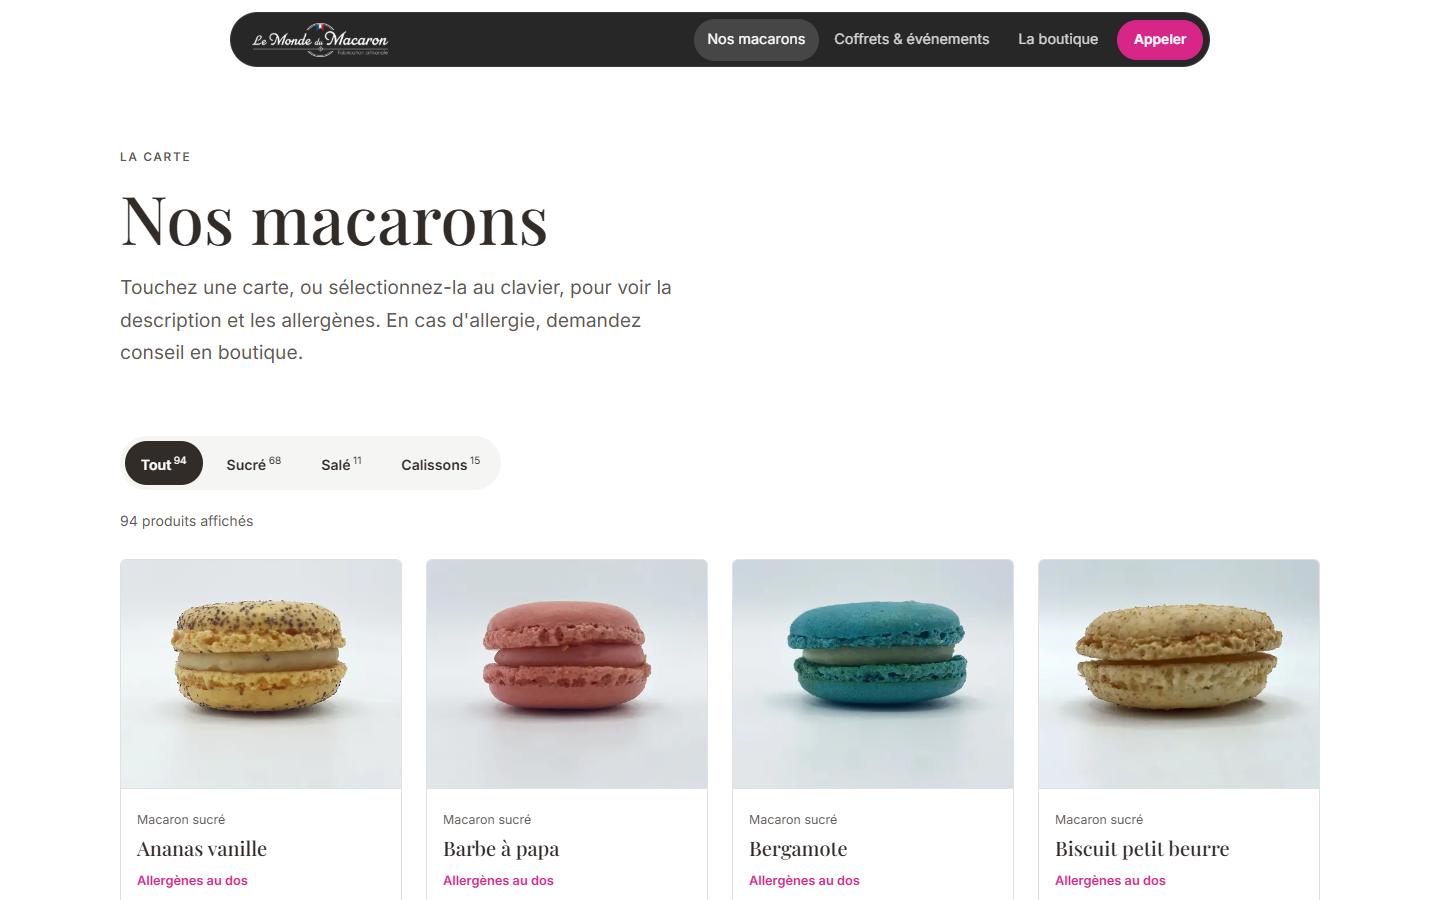 Le Monde du Macaron
Fabrication artisanale
Nos macarons
Coffrets & événements
La boutique
Appeler
LA CARTE
Nos macarons
Touchez une carte, ou sélectionnez-la au clavier, pour voir la
description et les allergènes. En cas d'allergie, demandez
conseil en boutique.
Tout 94
Sucré 68
Salé 11
Calissons 15
94 produits affichés
Macaron sucré
Ananas vanille
Allergènes au dos
Macaron sucré
Barbe à papa
Allergènes au dos
Macaron sucré
Bergamote
Allergènes au dos
Macaron sucré
Biscuit petit beurre
Allergènes au dos